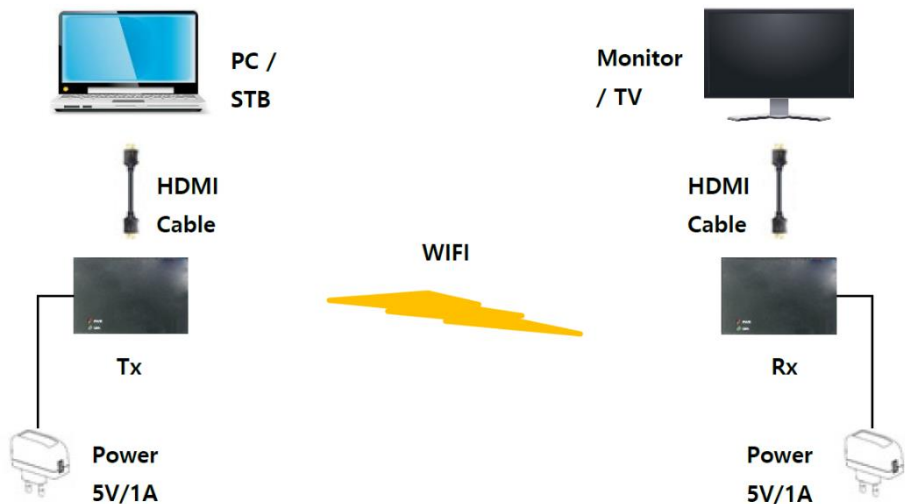 PC /
STB
Monitor
/ TV
HDMI
Cable
HDMI
Cable
WIFI
Tx
Rx
Power
5V/1A
Power
5V/1A